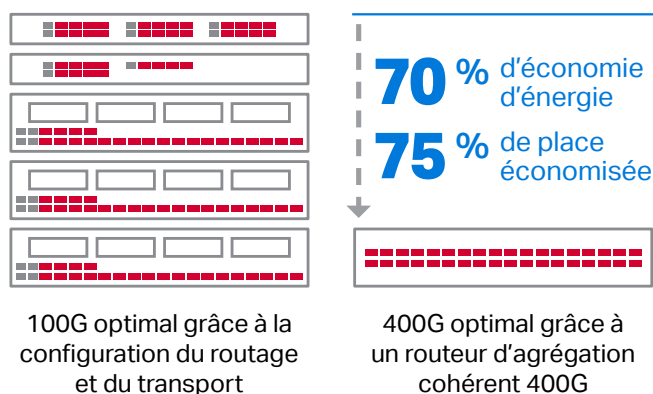 70 % d'économie
d'énergie
75 % de place
économisée
100G optimal grâce à la
configuration du routage
et du transport
400G optimal grâce à
un routeur d'agrégation
cohérent 400G